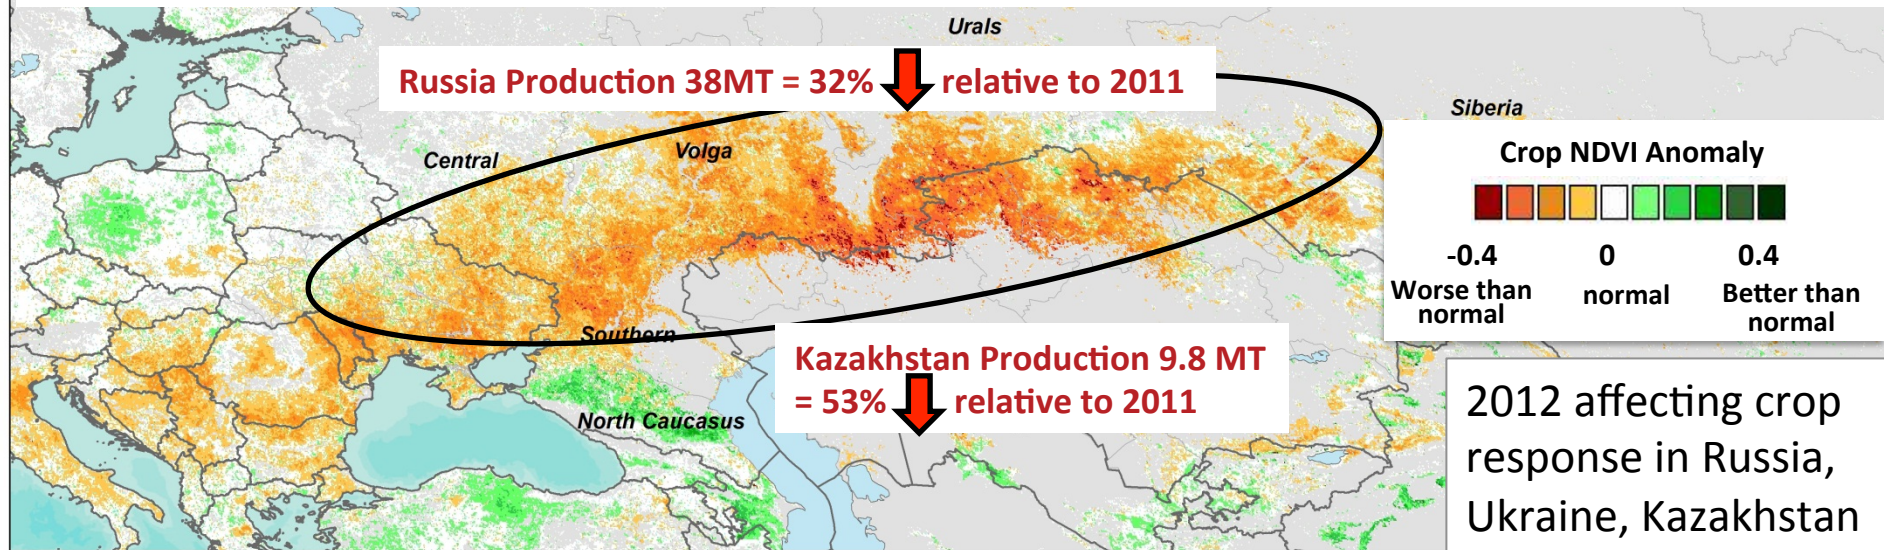 Urals
Russia Production 38MT = 32% relative to 2011
Siberia
Central
Volga
Crop NDVI Anomaly
-0.4 0 0.4
Worse than normal
normal
Better than normal
Southern
Kazakhstan Production 9.8 MT
= 53% relative to 2011
North Caucasus
2012 affecting crop
response in Russia,
Ukraine, Kazakhstan